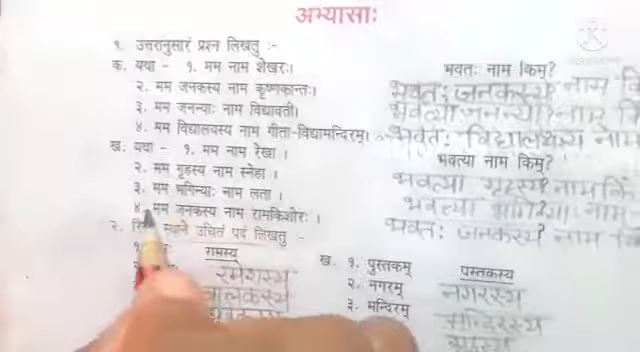 अभ्यासाः
१. उत्तरानुसारं प्रश्न लिखतु :-
क. यथा - १. मम नाम शेखरः। भवतः नाम किम्?
२. मम जनकस्य नाम कृष्णकान्तः। भवतः जनकस्य नाम
३. मम जनन्याः नाम विद्यावती। भवत्या जनन्या नाम
४. मम विद्यालयस्य नाम गीता-विद्यामन्दिरम्। भवतः विद्यालयस्य नाम
ख. यथा - १. मम नाम रेखा । भवत्या नाम किम्?
२. मम गृहस्य नाम स्नेहा । भवत्या गृहस्य नाम
३. मम भगिन्याः नाम लता । भवत्या नाम
४. मम जनकस्य नाम रामकिशोरः । भवतः जनकस्य नाम
२. उचितं पदं लिखतु -
रामस्य ख. १. पुस्तकम् पुस्तकस्य
रमेशस्य २. नगरम् नगरस्य
बालकस्य ३. मन्दिरम् मन्दिरस्य